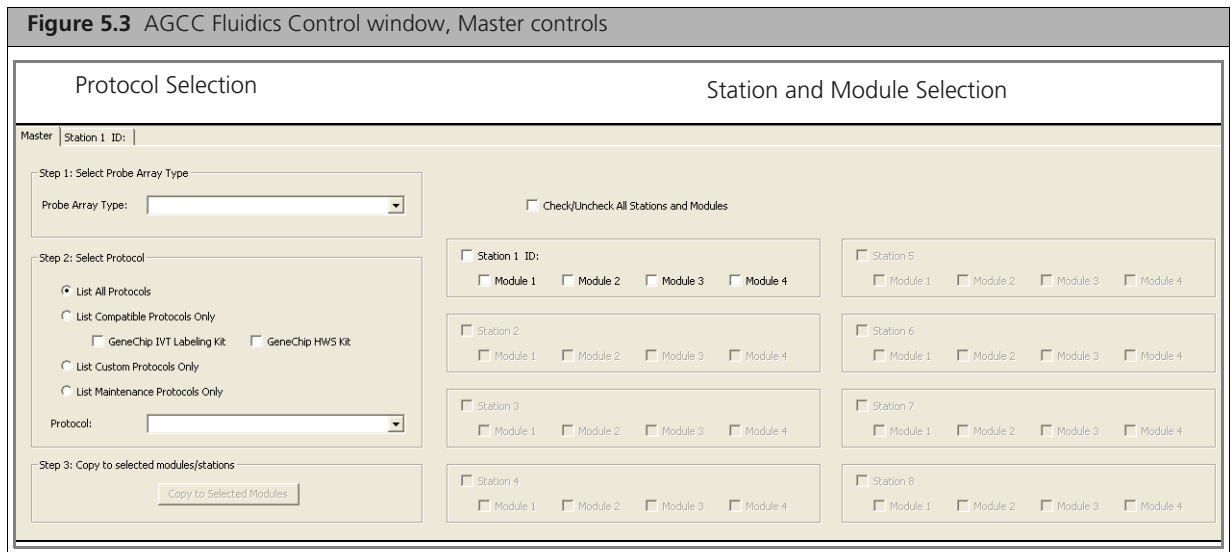 Figure 5.3 AGCC Fluidics Control window, Master controls
Protocol Selection
Station and Module Selection
Master
Station 1 ID:
Step 1: Select Probe Array Type
Probe Array Type:
Step 2: Select Protocol
List All Protocols
List Compatible Protocols Only
GeneChip IVT Labeling Kit GeneChip HWS Kit
List Custom Protocols Only
List Maintenance Protocols Only
Protocol:
Step 3: Copy to selected modules/stations
Copy to Selected Modules
Check/Uncheck All Stations and Modules
Station 1 ID:
Module 1 Module 2 Module 3 Module 4
Station 2
Module 1 Module 2 Module 3 Module 4
Station 3
Module 1 Module 2 Module 3 Module 4
Station 4
Module 1 Module 2 Module 3 Module 4
Station 5
Module 1 Module 2 Module 3 Module 4
Station 6
Module 1 Module 2 Module 3 Module 4
Station 7
Module 1 Module 2 Module 3 Module 4
Station 8
Module 1 Module 2 Module 3 Module 4